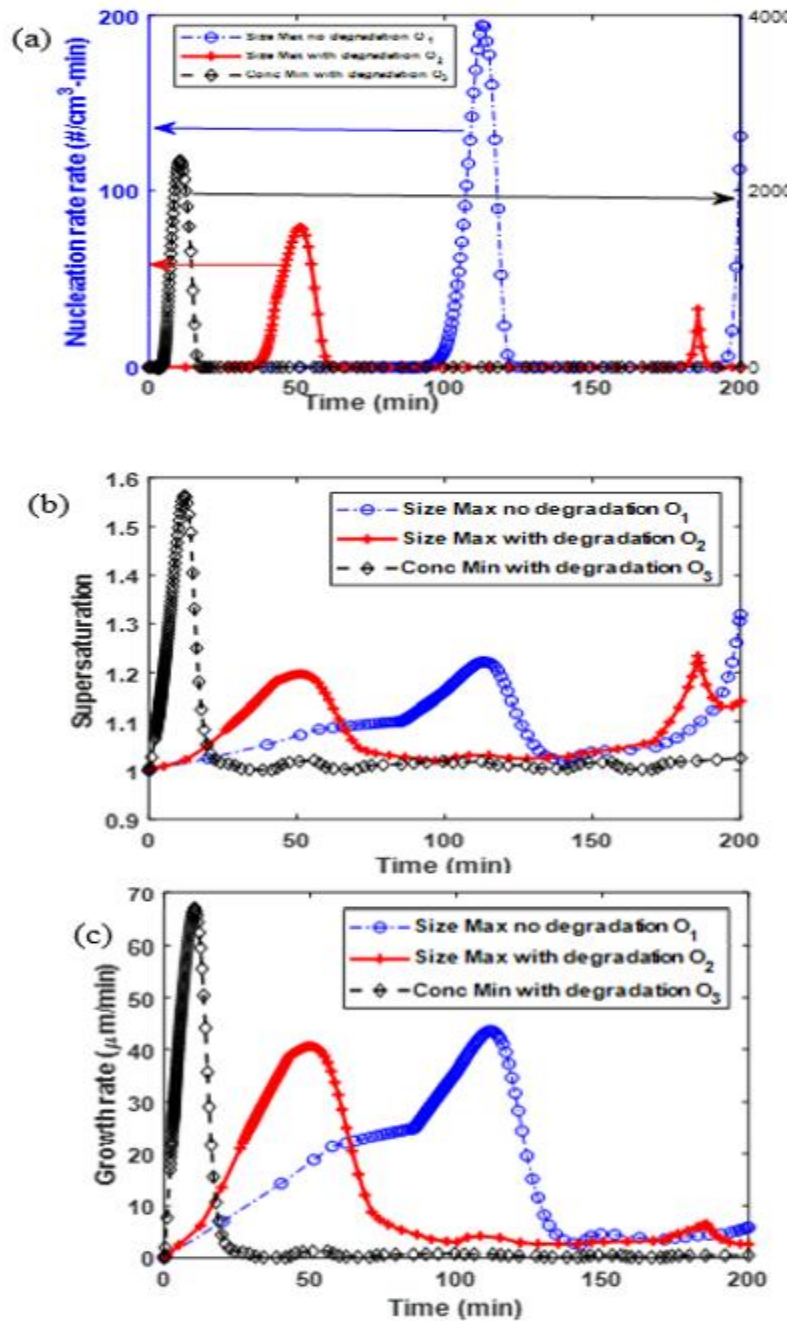 (a)
Nucleation rate rate (#/cm3-min)
200
100
0
4000
2000
0
Size Max no degradation O1
Size Max with degradation O2
Conc Min with degradation O3
0 50 100 150 200
Time (min)
(b)
Supersaturation
1.6
1.5
1.4
1.3
1.2
1.1
1
0.9
Size Max no degradation O1
Size Max with degradation O2
Conc Min with degradation O3
0 50 100 150 200
Time (min)
(c)
Growth rate (μm/min)
70
60
50
40
30
20
10
0
Size Max no degradation O1
Size Max with degradation O2
Conc Min with degradation O3
0 50 100 150 200
Time (min)